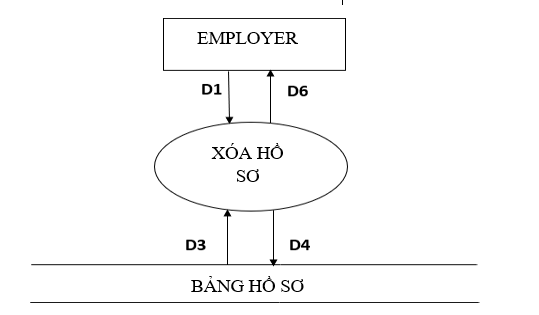 EMPLOYER
D1
D6
XÓA HỒ
SƠ
D3
D4
BẢNG HỒ SƠ